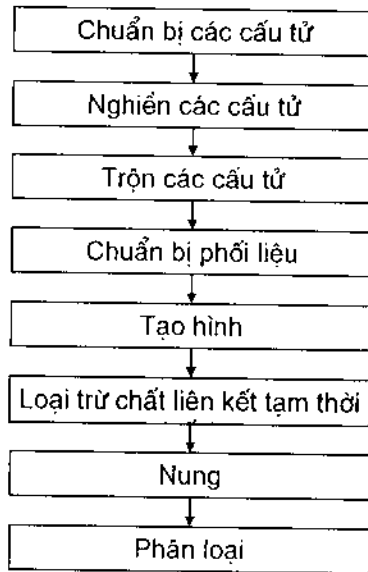 Chuẩn bị các cấu tử
Nghiền các cấu tử
Trộn các cấu tử
Chuẩn bị phối liệu
Tạo hình
Loại trừ chất liên kết tạm thời
Nung
Phân loại